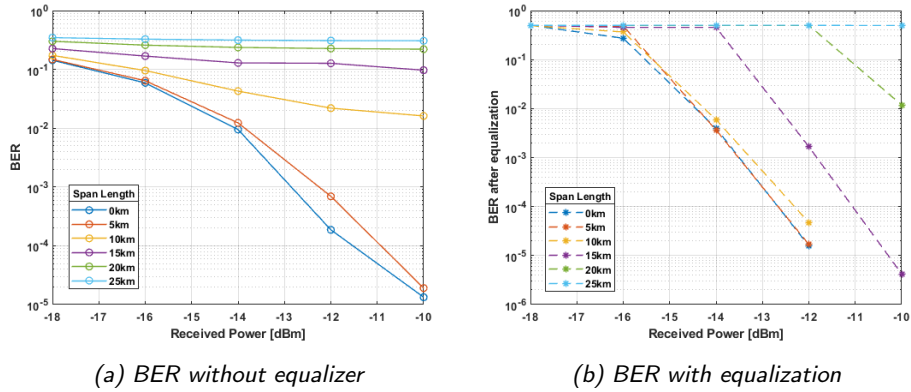 10^0
10^-1
10^-2
10^-3
10^-4
10^-5
BER
-18 -17 -16 -15 -14 -13 -12 -11 -10
Received Power [dBm]
Span Length
0km
5km
10km
15km
20km
25km
(a) BER without equalizer
10^0
10^-1
10^-2
10^-3
10^-4
10^-5
10^-6
BER after equalization
-18 -17 -16 -15 -14 -13 -12 -11 -10
Received Power [dBm]
Span Length
0km
5km
10km
15km
20km
25km
(b) BER with equalization